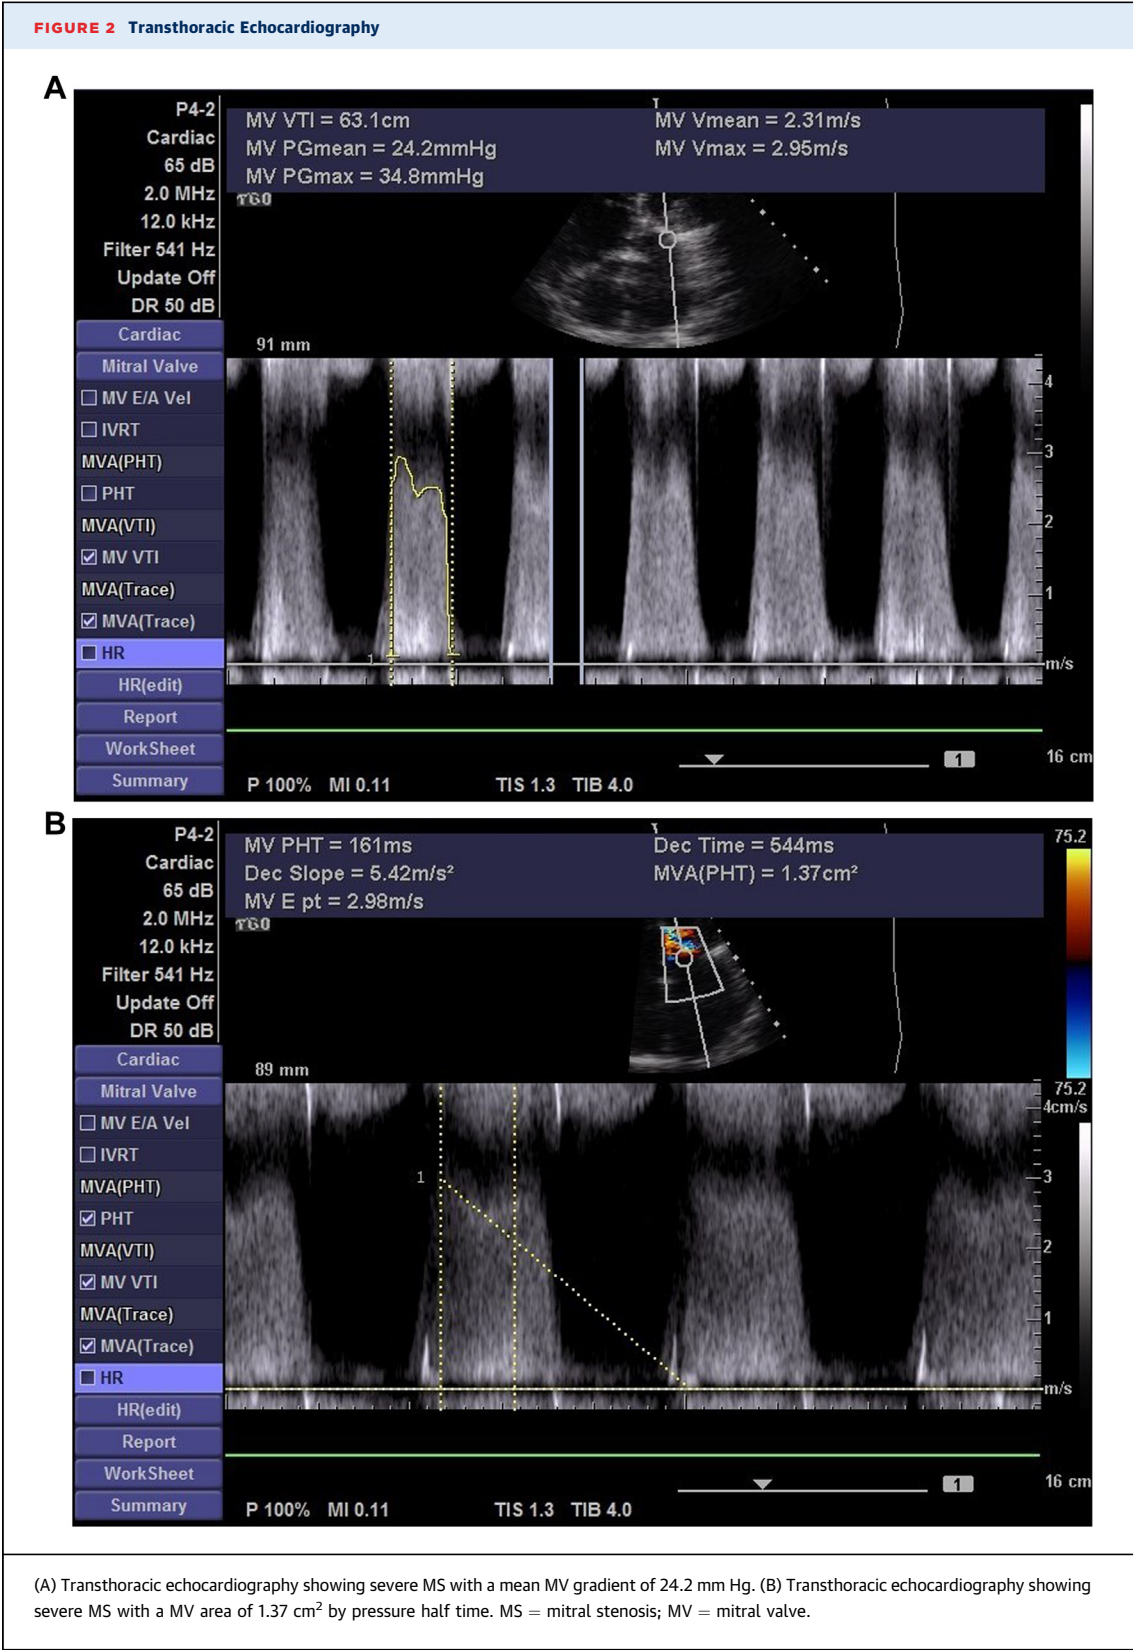 FIGURE 2 Transthoracic Echocardiography
A
P4-2
Cardiac
65 dB
2.0 MHz
12.0 kHz
Filter 541 Hz
Update Off
DR 50 dB
MV VTI = 63.1cm
MV PGmean = 24.2mmHg
MV PGmax = 34.8mmHg
MV Vmean = 2.31m/s
MV Vmax = 2.95m/s
91 mm
Cardiac
Mitral Valve
MV E/A Vel
IVRT
MVA(PHT)
PHT
MVA(VTI)
MV VTI
MVA(Trace)
MVA(Trace)
HR
HR(edit)
Report
WorkSheet
Summary
4
3
2
1
m/s
1
1
16 cm
P 100% MI 0.11 TIS 1.3 TIB 4.0
B
P4-2
Cardiac
65 dB
2.0 MHz
12.0 kHz
Filter 541 Hz
Update Off
DR 50 dB
MV PHT = 161ms
Dec Slope = 5.42m/s²
MV E pt = 2.98m/s
Dec Time = 544ms
MVA(PHT) = 1.37cm²
75.2
75.2
cm/s
89 mm
Cardiac
Mitral Valve
MV E/A Vel
IVRT
MVA(PHT)
PHT
MVA(VTI)
MV VTI
MVA(Trace)
MVA(Trace)
HR
HR(edit)
Report
WorkSheet
Summary
1
4
3
2
1
m/s
1
16 cm
P 100% MI 0.11 TIS 1.3 TIB 4.0
(A) Transthoracic echocardiography showing severe MS with a mean MV gradient of 24.2 mm Hg. (B) Transthoracic echocardiography showing
severe MS with a MV area of 1.37 cm² by pressure half time. MS = mitral stenosis; MV = mitral valve.